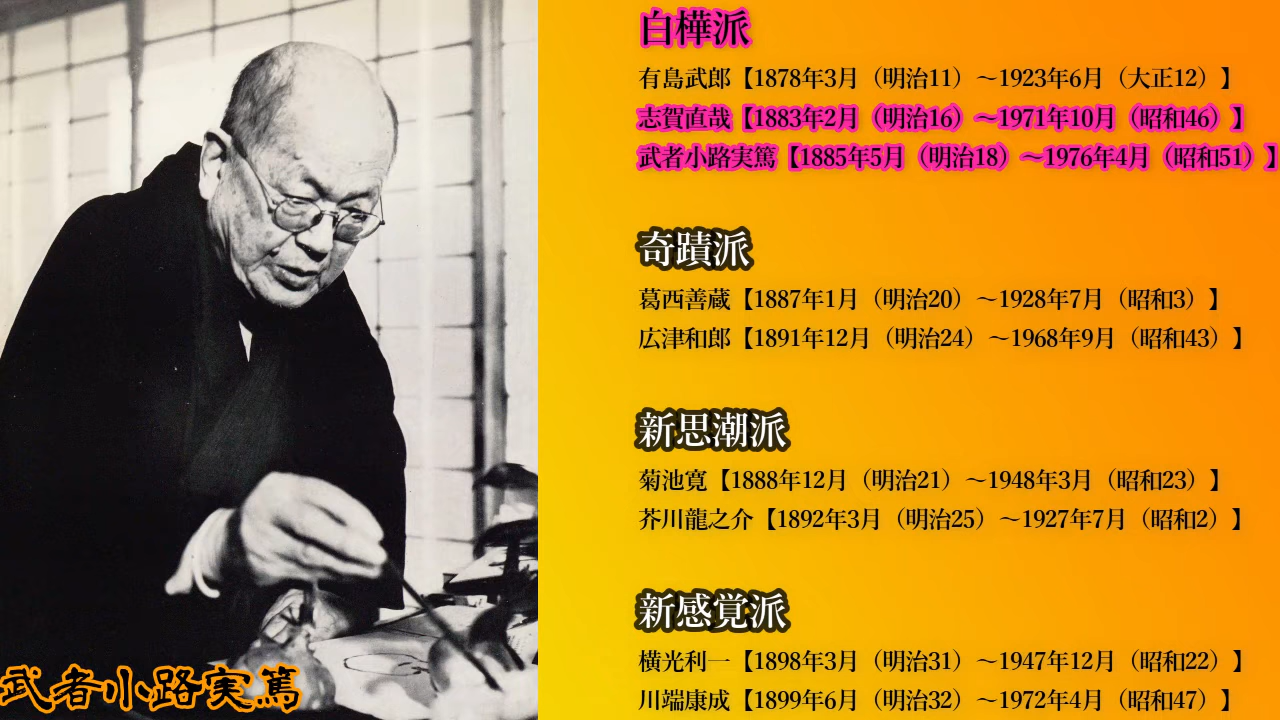 白樺派
有島武郎【1878年3月（明治11）～1923年6月（大正12）】
志賀直哉【1883年2月（明治16）～1971年10月（昭和46）】
武者小路実篤【1885年5月（明治18）～1976年4月（昭和51）】
奇蹟派
葛西善蔵【1887年1月（明治20）～1928年7月（昭和3）】
広津和郎【1891年12月（明治24）～1968年9月（昭和43）】
新思潮派
菊池寛【1888年12月（明治21）～1948年3月（昭和23）】
芥川龍之介【1892年3月（明治25）～1927年7月（昭和2）】
新感覚派
横光利一【1898年3月（明治31）～1947年12月（昭和22）】
川端康成【1899年6月（明治32）～1972年4月（昭和47）】
武者小路実篤